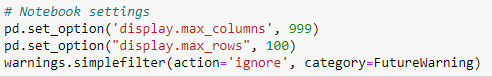 # Notebook settings
pd.set_option('display.max_columns', 999)
pd.set_option("display.max_rows", 100)
warnings.simplefilter(action='ignore', category=FutureWarning)